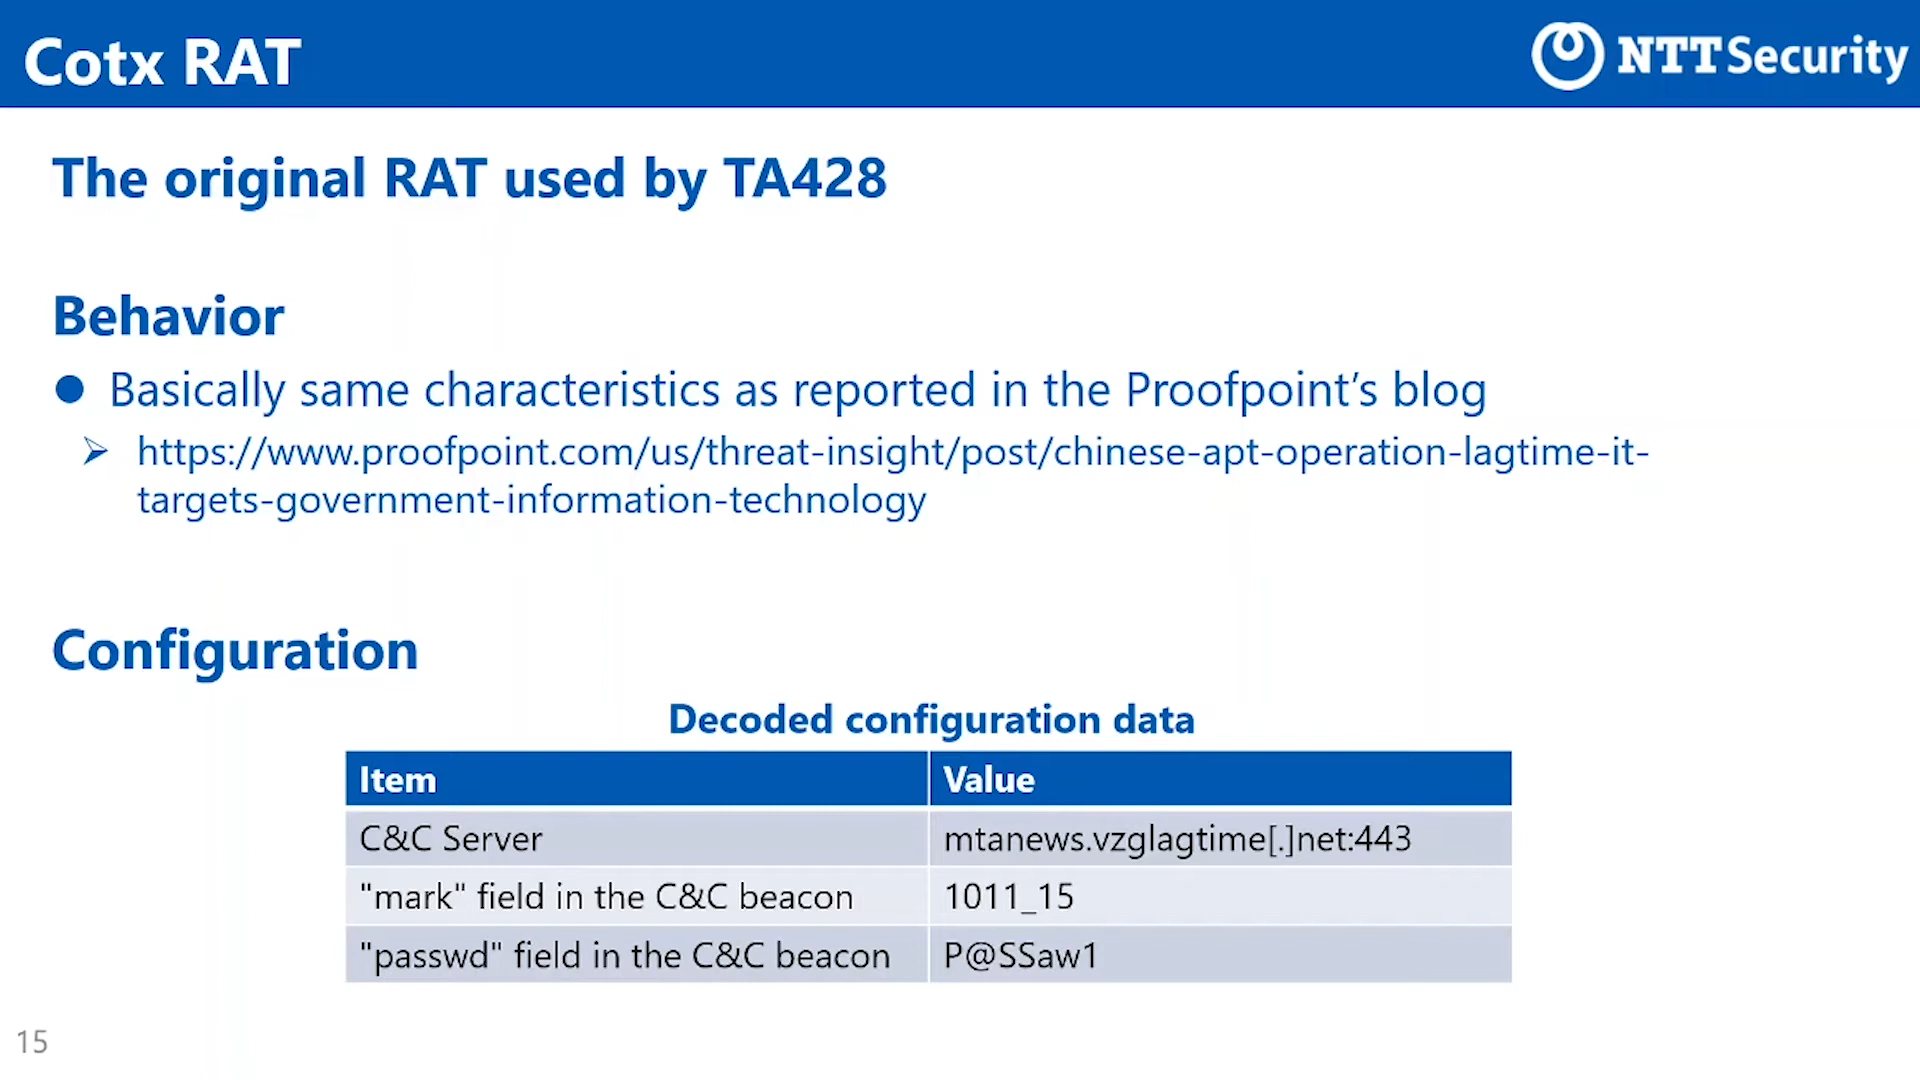 Cotx RAT
NTT Security
The original RAT used by TA428
Behavior
● Basically same characteristics as reported in the Proofpoint’s blog
➢ https://www.proofpoint.com/us/threat-insight/post/chinese-apt-operation-lagtime-it-
targets-government-information-technology
Configuration
Decoded configuration data
Item Value
C&C Server mtanews.vzglagtime[.]net:443
"mark" field in the C&C beacon 1011_15
"passwd" field in the C&C beacon P@SSaw1
15